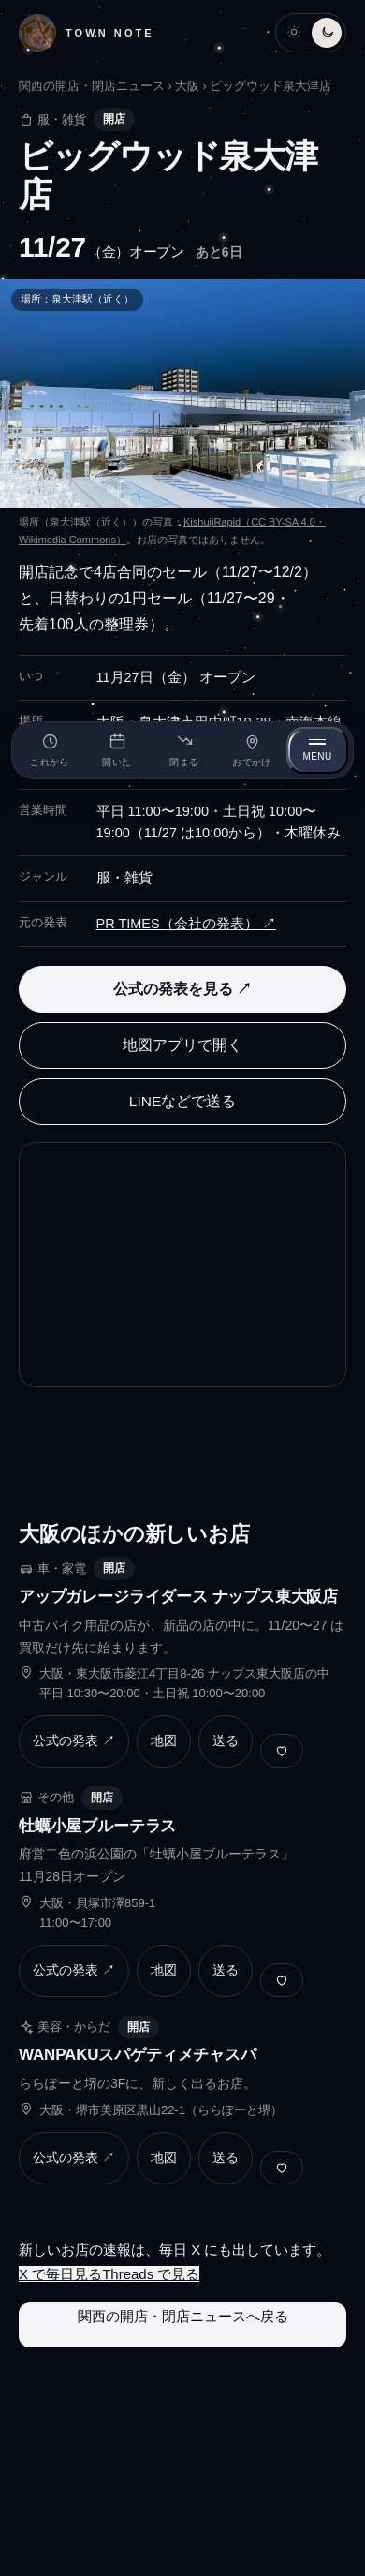 TOWN NOTE
関西の開店・閉店ニュース › 大阪 › ビッグウッド泉大津店
服・雑貨 開店
ビッグウッド泉大津
店
11/27（金）オープン あと6日
場所：泉大津駅（近く）
場所（泉大津駅（近く））の写真：KishujiRapid（CC BY-SA 4.0・
Wikimedia Commons）。お店の写真ではありません。
開店記念で4店合同のセール（11/27〜12/2）
と、日替わりの1円セール（11/27〜29・
先着100人の整理券）。
いつ 11月27日（金） オープン
これから 開いた 閉まる おでかけ MENU
営業時間 平日 11:00〜19:00・土日祝 10:00〜
19:00（11/27 は10:00から）・木曜休み
ジャンル 服・雑貨
元の発表 PR TIMES（会社の発表） ↗
公式の発表を見る ↗
地図アプリで開く
LINEなどで送る
大阪のほかの新しいお店
車・家電 開店
アップガレージライダース ナップス東大阪店
中古バイク用品の店が、新品の店の中に。11/20〜27 は
買取だけ先に始まります。
大阪・東大阪市菱江4丁目8-26 ナップス東大阪店の中
平日 10:30〜20:00・土日祝 10:00〜20:00
公式の発表 ↗ 地図 送る
その他 開店
牡蠣小屋ブルーテラス
府営二色の浜公園の「牡蠣小屋ブルーテラス」
11月28日オープン
大阪・貝塚市澤859-1
11:00〜17:00
公式の発表 ↗ 地図 送る
美容・からだ 開店
WANPAKUスパゲティメチャスパ
ららぽーと堺の3Fに、新しく出るお店。
大阪・堺市美原区黒山22-1（ららぽーと堺）
公式の発表 ↗ 地図 送る
新しいお店の速報は、毎日 X にも出しています。
X で毎日見るThreads で見る
関西の開店・閉店ニュースへ戻る